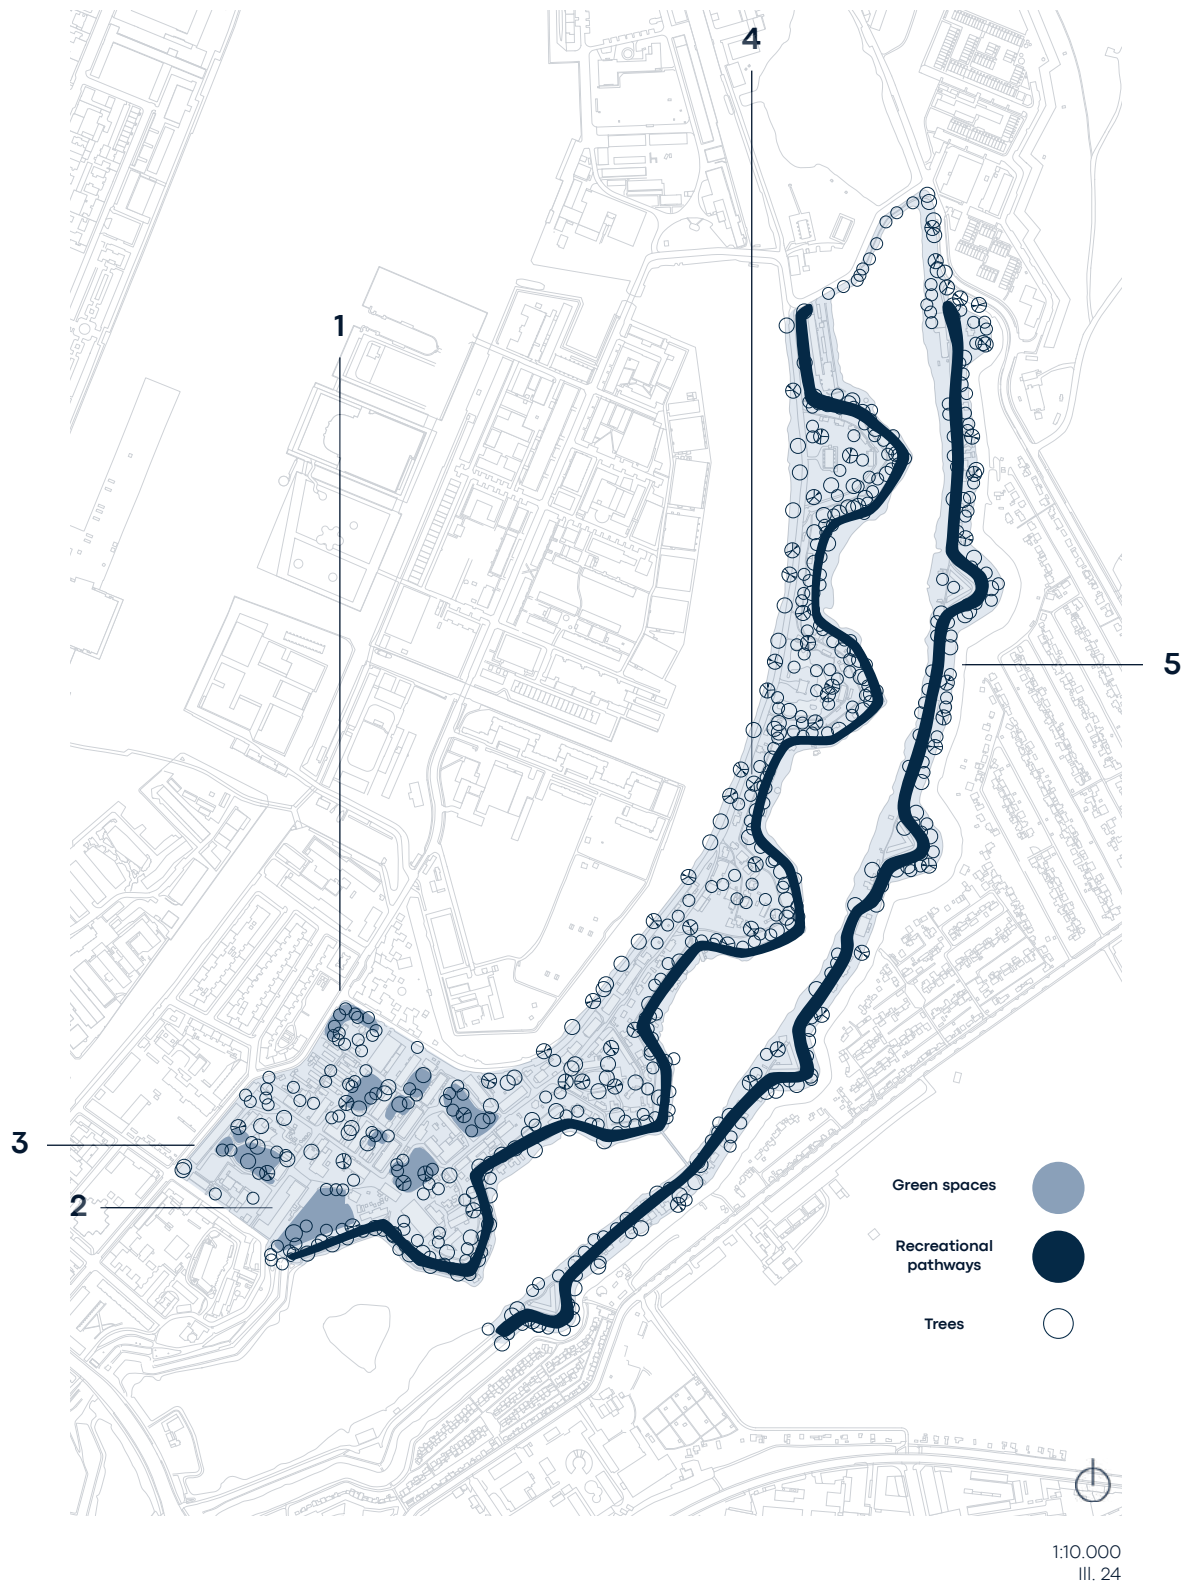 4
1
5
3
2
Green spaces
Recreational
pathways
Trees
1:10.000
Ill. 24